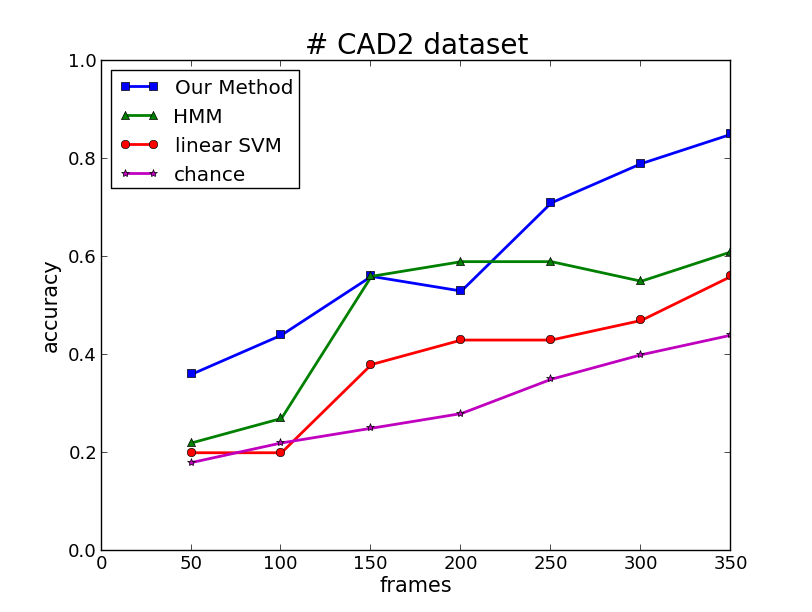 # CAD2 dataset
1.0
0.8
0.6
0.4
0.2
0.0
accuracy
Our Method
HMM
linear SVM
chance
0 50 100 150 200 250 300 350
frames